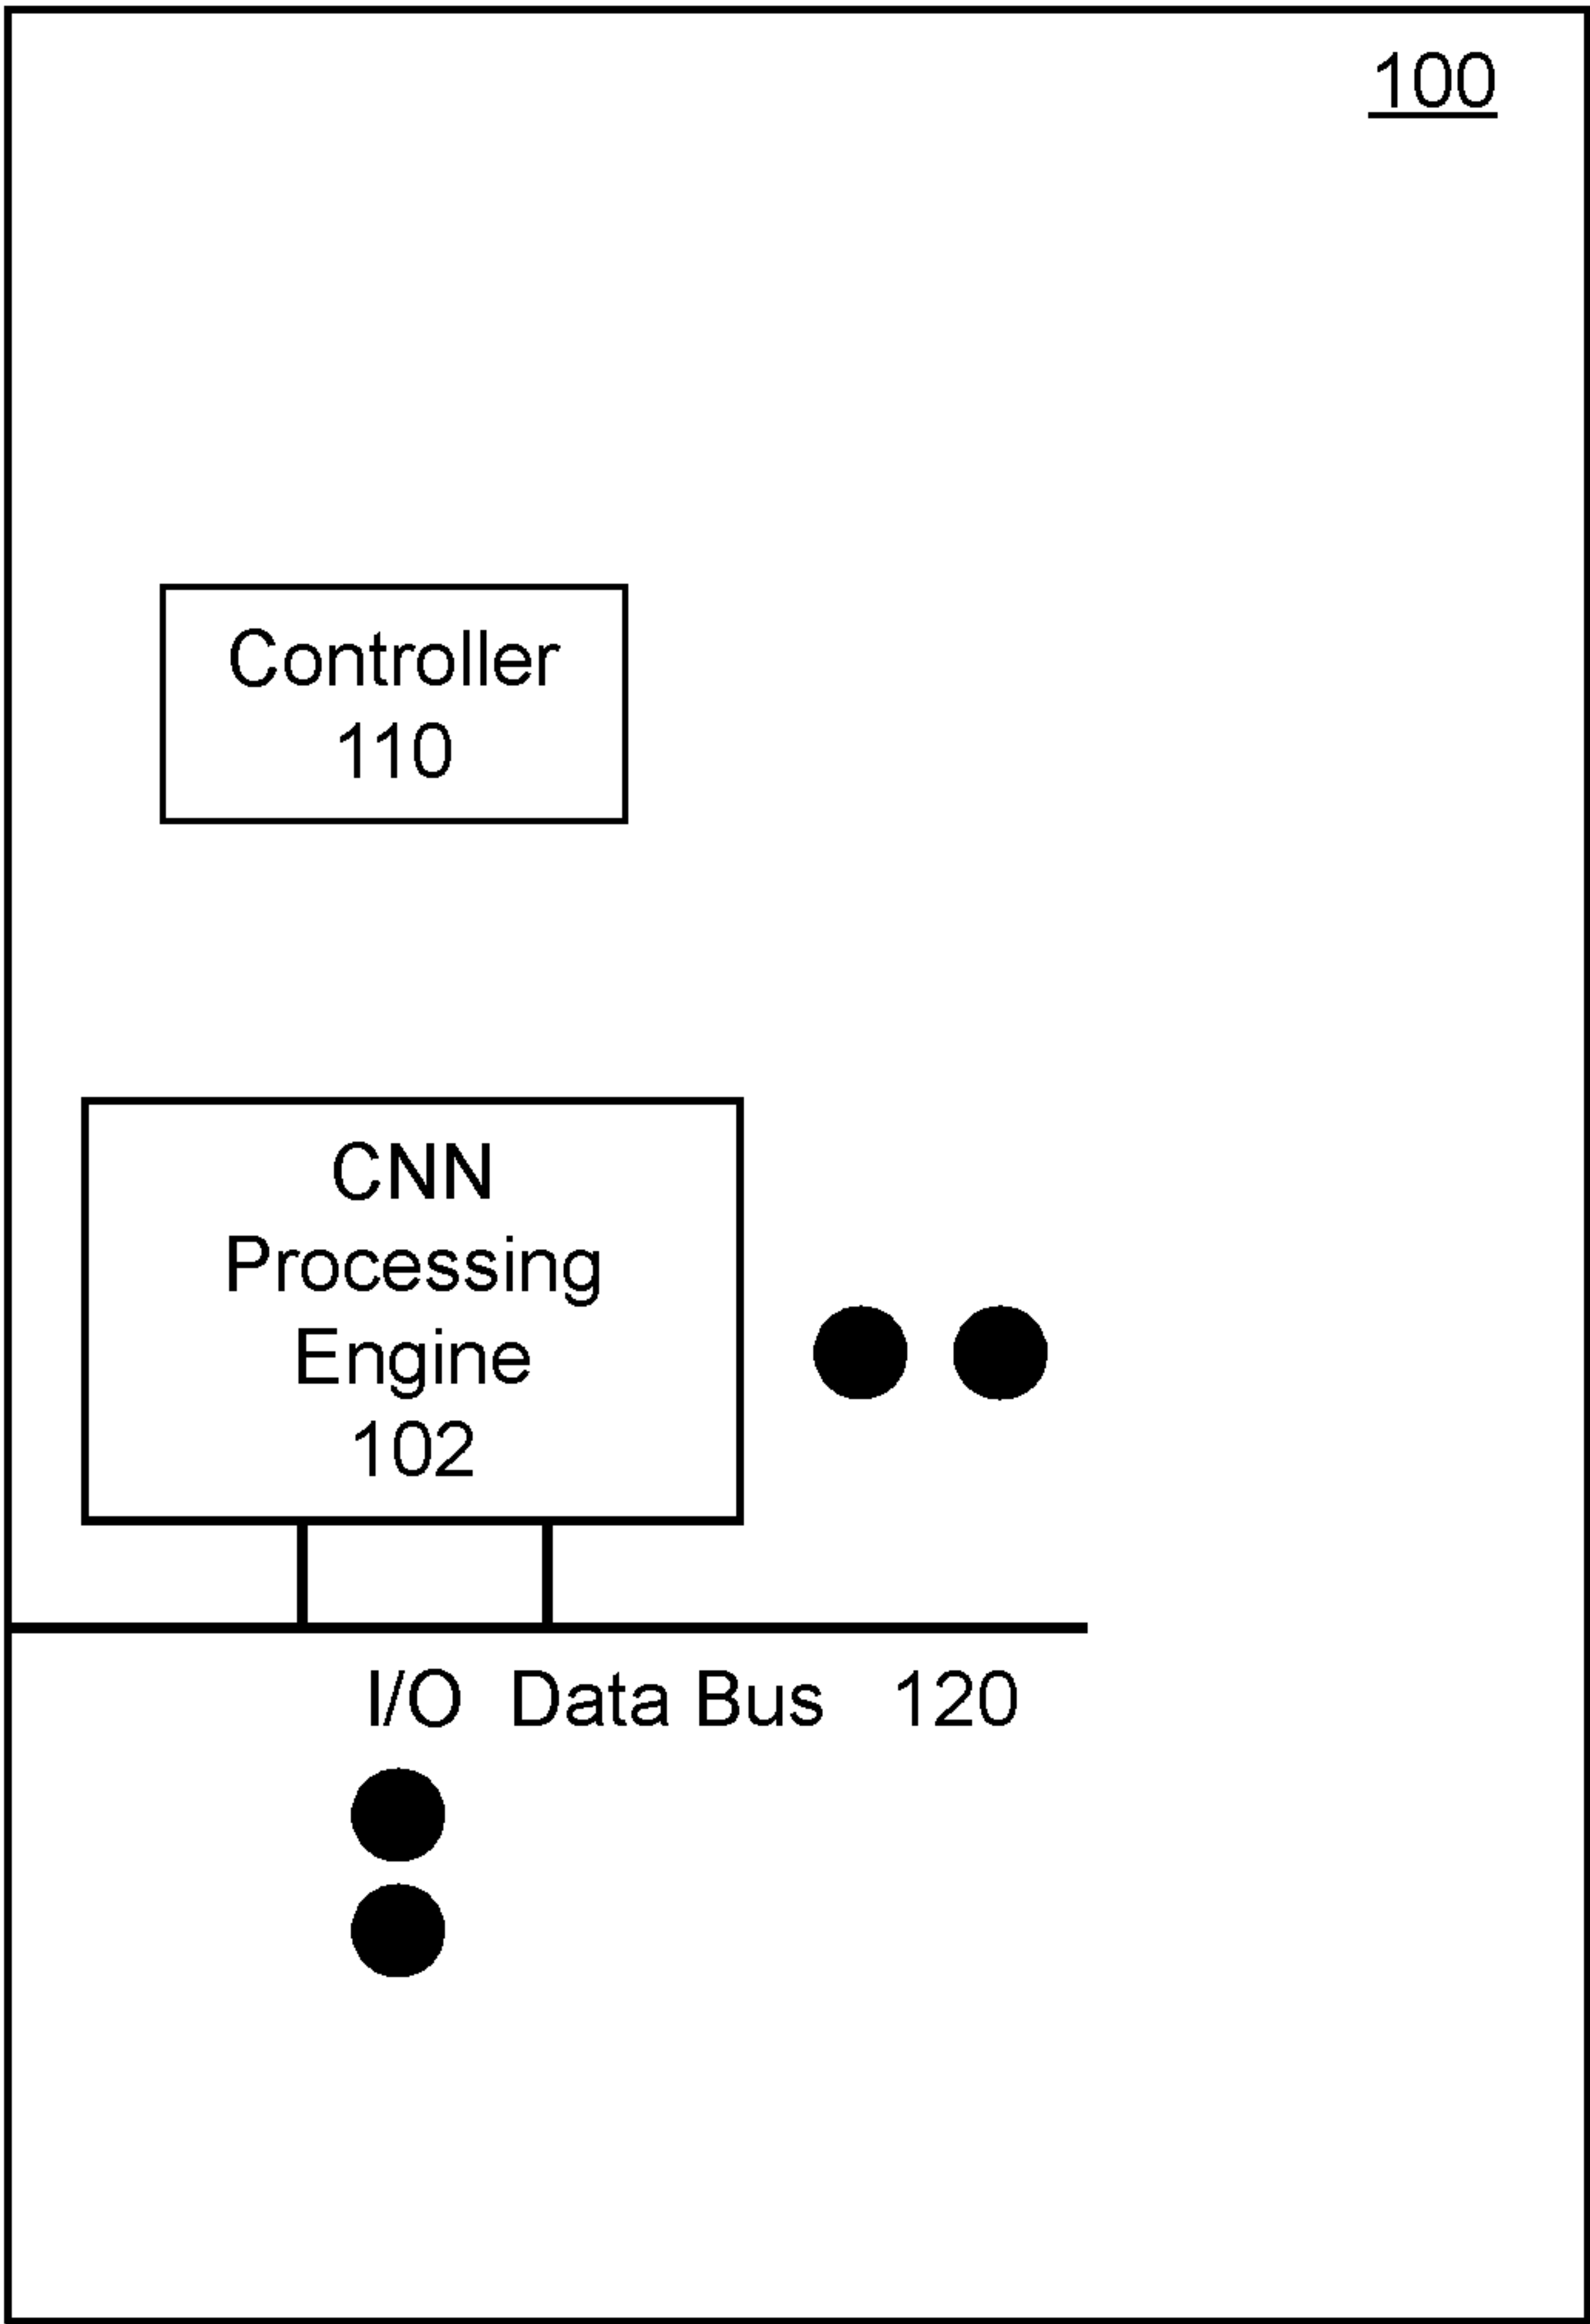 100
Controller
110
CNN
Processing
Engine
102
I/O Data Bus 120